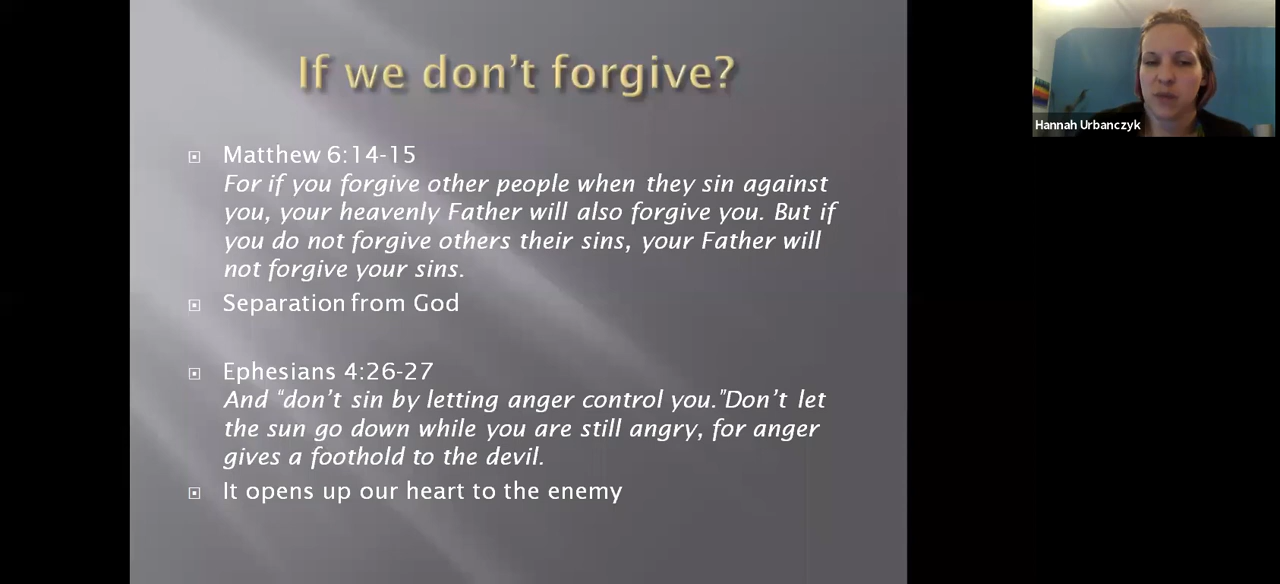 If we don't forgive?
Matthew 6:14-15
For if you forgive other people when they sin against
you, your heavenly Father will also forgive you. But if
you do not forgive others their sins, your Father will
not forgive your sins.
Separation from God
Ephesians 4:26-27
And “don't sin by letting anger control you.”Don't let
the sun go down while you are still angry, for anger
gives a foothold to the devil.
It opens up our heart to the enemy
Hannah Urbanczyk